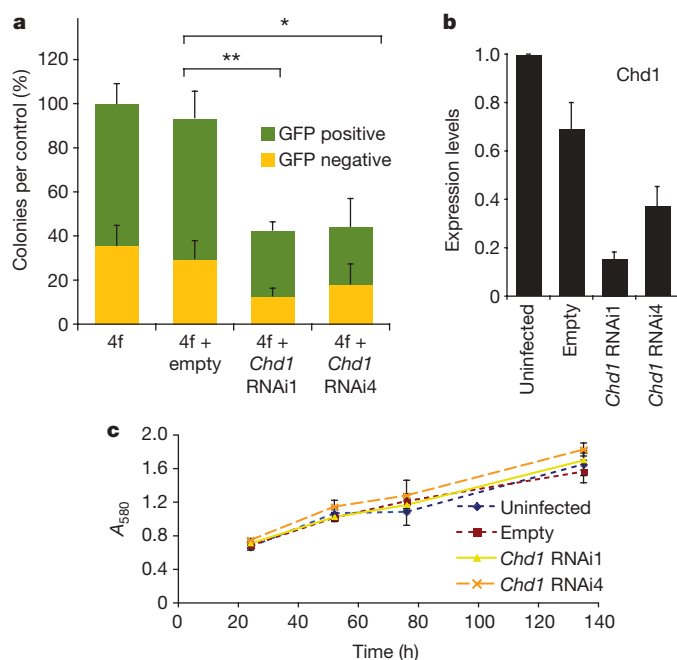 a
Colonies per control (%)
120
100
80
60
40
20
0
*
**
GFP positive
GFP negative
4f
4f +
empty
4f +
Chd1
RNAi1
4f +
Chd1
RNAi4
b
Expression levels
1.0
0.8
0.6
0.4
0.2
0
Chd1
Uninfected
Empty
Chd1 RNAi1
Chd1 RNAi4
c
A580
2.0
1.6
1.2
0.8
0.4
0
Uninfected
Empty
Chd1 RNAi1
Chd1 RNAi4
0 20 40 60 80 100 120 140
Time (h)